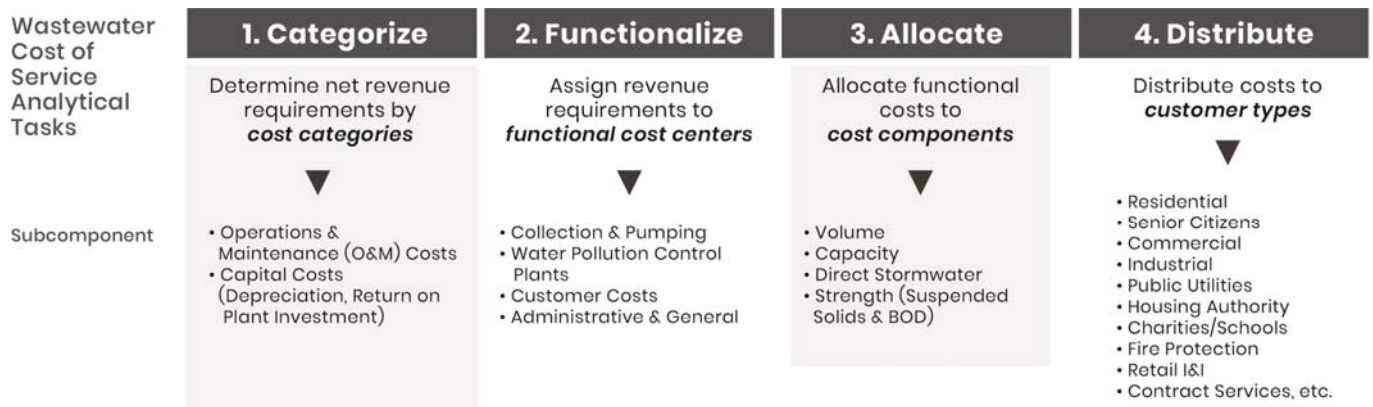 Wastewater
Cost of
Service
Analytical
Tasks
Subcomponent
1. Categorize
Determine net revenue
requirements by
cost categories
• Operations &
Maintenance (O&M) Costs
• Capital Costs
(Depreciation, Return on
Plant Investment)
2. Functionalize
Assign revenue
requirements to
functional cost centers
• Collection & Pumping
• Water Pollution Control
Plants
• Customer Costs
• Administrative & General
3. Allocate
Allocate functional
costs to
cost components
• Volume
• Capacity
• Direct Stormwater
• Strength (Suspended
Solids & BOD)
4. Distribute
Distribute costs to
customer types
• Residential
• Senior Citizens
• Commercial
• Industrial
• Public Utilities
• Housing Authority
• Charities/Schools
• Fire Protection
• Retail I&I
• Contract Services, etc.